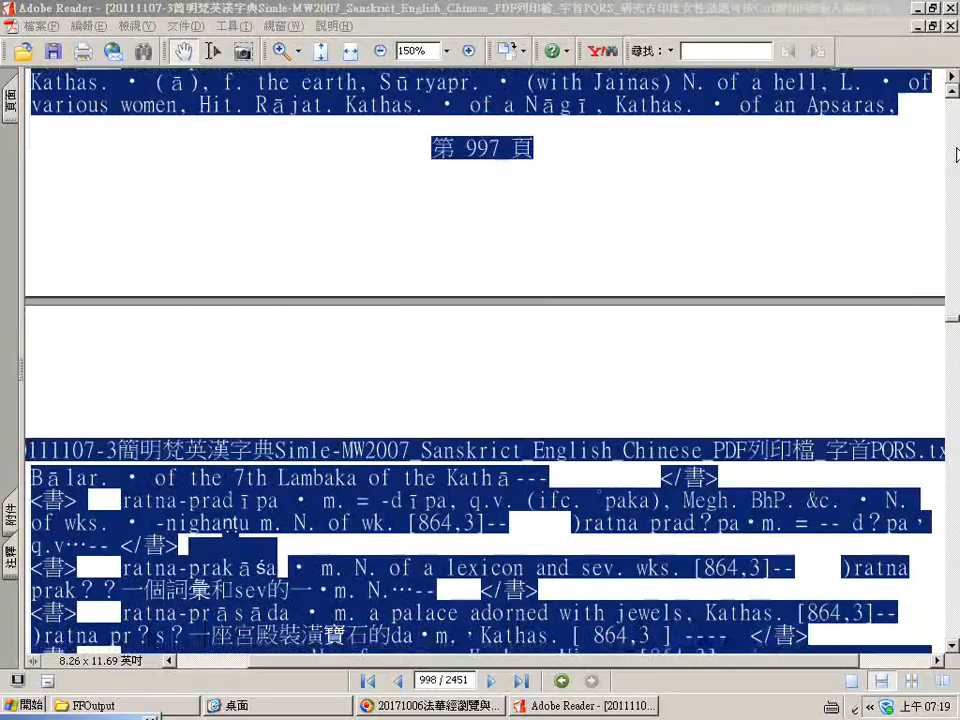 Adobe Reader - [20111107-3簡明梵英漢字典Simle-MW2007_Sanskrict_English_Chinese_PDF列印檔_字首PQRS_
檔案(F) 編輯(E) 檢視(V) 文件(D) 工具(T) 視窗(W) 說明(H)
150% 尋找：
頁面
Kathas. • (ā), f. the earth, Sūryapr. • (with Jainas) N. of a hell, L. • of
various women, Hit. Rājat. Kathas. • of a Nāgī, Kathas. • of an Apsaras,
第 997 頁
0111107-3簡明梵英漢字典Simle-MW2007_Sanskrict_English_Chinese_PDF列印檔_字首PQRS.tx
Bālar. • of the 7th Lambaka of the Kathā--- </書>
<書> ratna-pradīpa • m. = -dīpa, q.v. (ifc. °paka), Megh. BhP. &c. • N.
of wks. • -nighaṇṭu m. N. of wk. [864,3]-- )ratna prad?pa•m. = -- d?pa，
q.v…-- </書>
<書> ratna-prakāśa • m. N. of a lexicon and sev. wks. [864,3]-- )ratna
prak？？一個詞彙和sev的一•m. N.…-- </書>
<書> ratna-prāsāda • m. a palace adorned with jewels, Kathas. [864,3]--
)ratna pr？s？一座宮殿裝潢寶石的da•m.，Kathas. [ 864,3 ] ---- </書>
附件
注釋
8.26 x 11.69 英吋
998 / 2451
開始 FFOutput 桌面 20171006法華經瀏覽與... Adobe Reader - [2011110... 上午 07:19